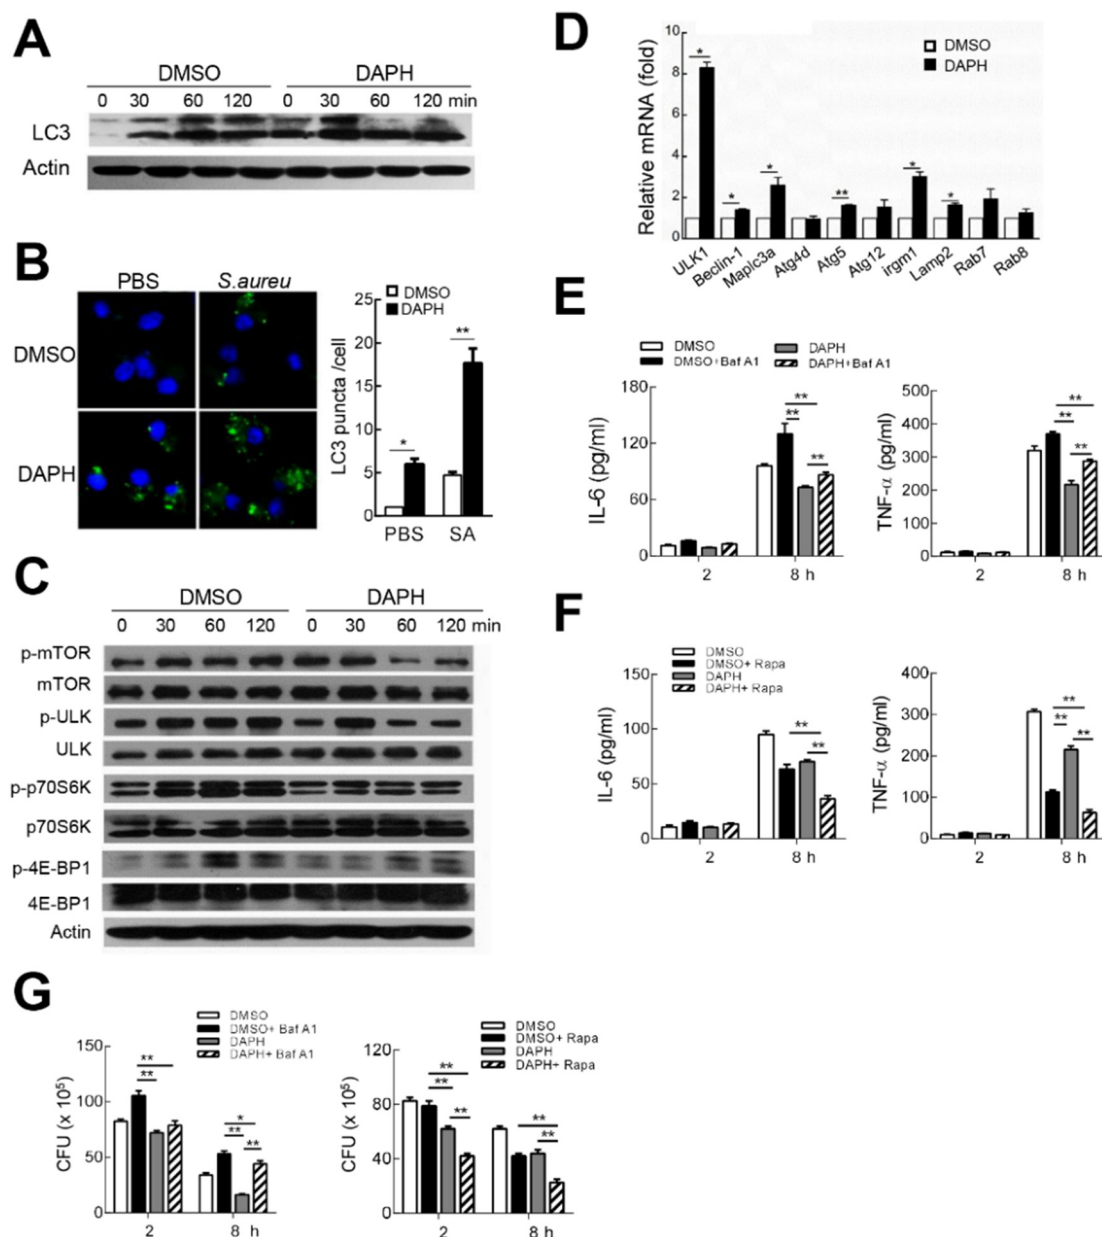 A
DMSO DAPH
0 30 60 120 0 30 60 120 min
LC3
Actin
B
PBS S.aureu
DMSO
DAPH
DMSO
DAPH
LC3 puncta /cell
25
20
15
10
5
0
*
**
PBS SA
C
DMSO DAPH
0 30 60 120 0 30 60 120 min
p-mTOR
mTOR
p-ULK
ULK
p-p70S6K
p70S6K
p-4E-BP1
4E-BP1
Actin
D
DMSO
DAPH
Relative mRNA (fold)
10
8
6
4
2
0
* * * ** * *
ULK1 Beclin-1 Maplc3a Atg4d Atg5 Atg12 irgm1 Lamp2 Rab7 Rab8
E
DMSO DAPH
DMSO+Baf A1 DAPH+Baf A1
IL-6 (pg/ml)
180
120
60
0
**
**
**
2 8 h
TNF-α (pg/ml)
500
400
300
200
100
0
**
**
**
2 8 h
F
DMSO
DMSO+ Rapa
DAPH
DAPH+ Rapa
IL-6 (pg/ml)
150
100
50
0
**
**
2 8 h
TNF-α (pg/ml)
400
300
200
100
0
**
**
**
2 8 h
G
DMSO
DMSO+ Baf A1
DAPH
DAPH+ Baf A1
CFU (x 10⁵)
150
100
50
0
**
**
*
**
**
2 8 h
DMSO
DMSO+ Rapa
DAPH
DAPH+ Rapa
CFU (x 10⁵)
120
80
40
0
**
**
**
**
**
2 8 h